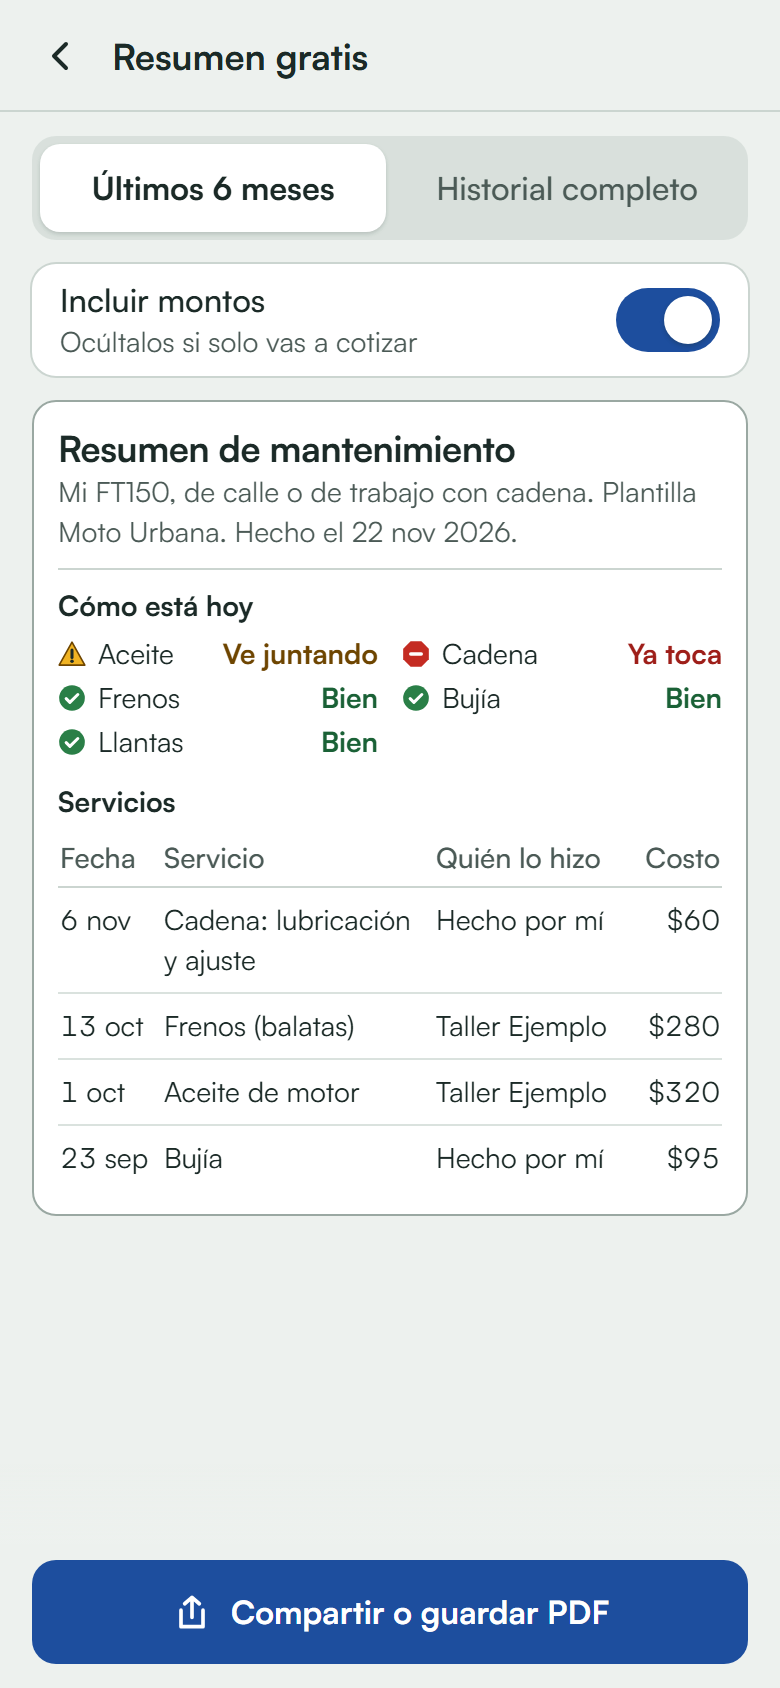 Resumen gratis
Últimos 6 meses
Historial completo
Incluir montos
Ocúltalos si solo vas a cotizar
Resumen de mantenimiento
Mi FT150, de calle o de trabajo con cadena. Plantilla
Moto Urbana. Hecho el 22 nov 2026.
Cómo está hoy
Aceite Ve juntando Cadena Ya toca
Frenos Bien Bujía Bien
Llantas Bien
Servicios
Fecha Servicio Quién lo hizo Costo
6 nov Cadena: lubricación Hecho por mí $60
y ajuste
13 oct Frenos (balatas) Taller Ejemplo $280
1 oct Aceite de motor Taller Ejemplo $320
23 sep Bujía Hecho por mí $95
Compartir o guardar PDF